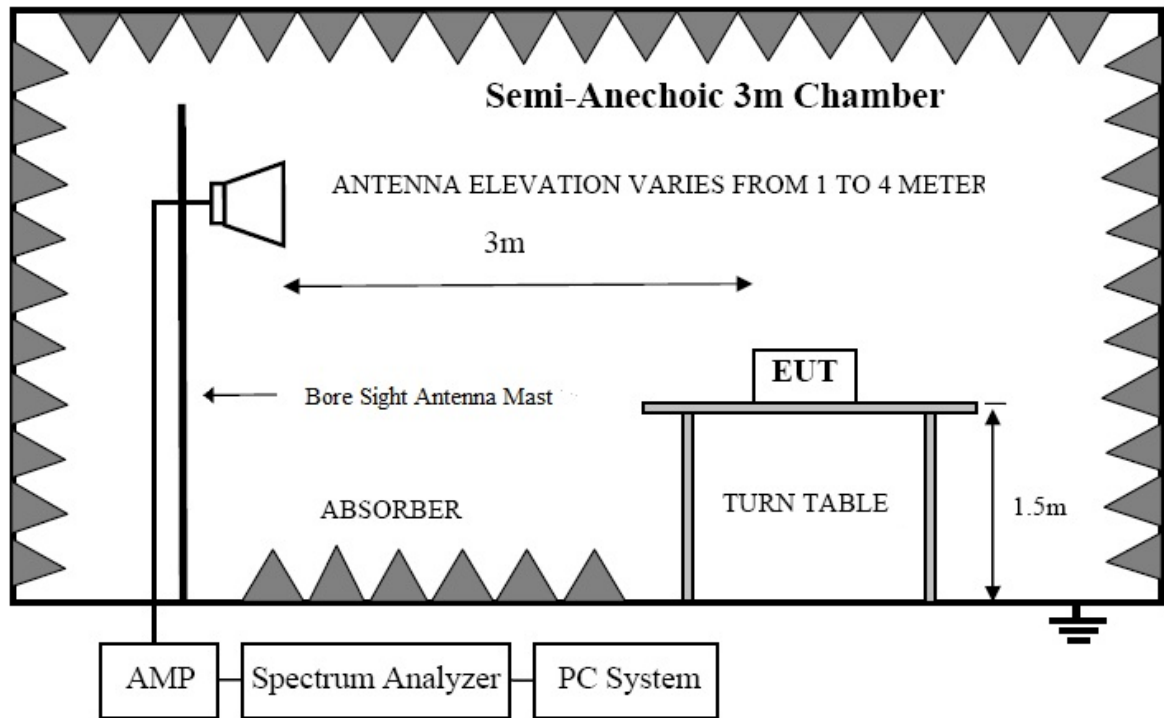 Semi-Anechoic 3m Chamber
ANTENNA ELEVATION VARIES FROM 1 TO 4 METER
3m
EUT
Bore Sight Antenna Mast
ABSORBER
TURN TABLE
1.5m
AMP
Spectrum Analyzer
PC System